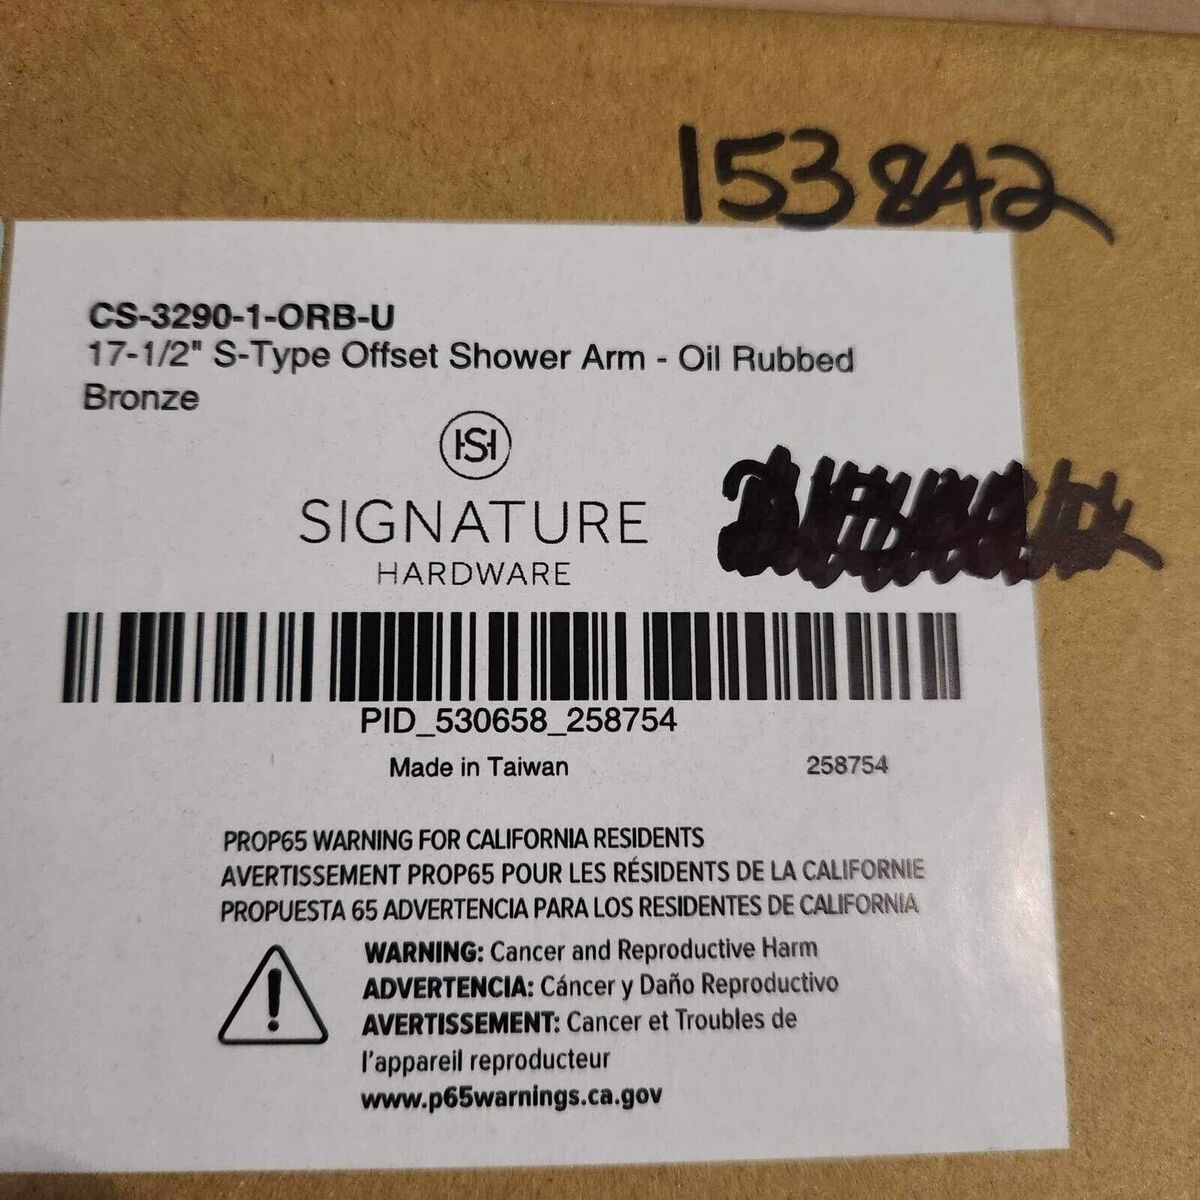 1538A2
CS-3290-1-ORB-U
17-1/2" S-Type Offset Shower Arm - Oil Rubbed
Bronze
HSH
SIGNATURE
HARDWARE
PID_530658_258754
Made in Taiwan 258754
PROP65 WARNING FOR CALIFORNIA RESIDENTS
AVERTISSEMENT PROP65 POUR LES RÉSIDENTS DE LA CALIFORNIE
PROPUESTA 65 ADVERTENCIA PARA LOS RESIDENTES DE CALIFORNIA
WARNING: Cancer and Reproductive Harm
ADVERTENCIA: Cáncer y Daño Reproductivo
AVERTISSEMENT: Cancer et Troubles de
l'appareil reproducteur
www.p65warnings.ca.gov